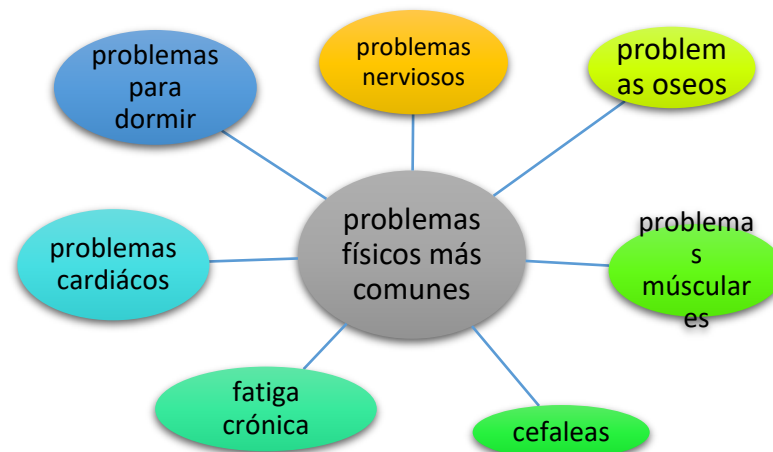 problemas
para
dormir
problemas
nerviosos
problem
as oseos
problemas
físicos más
comunes
problemas
cardiácos
problema
s
múscular
es
fatiga
crónica
cefaleas